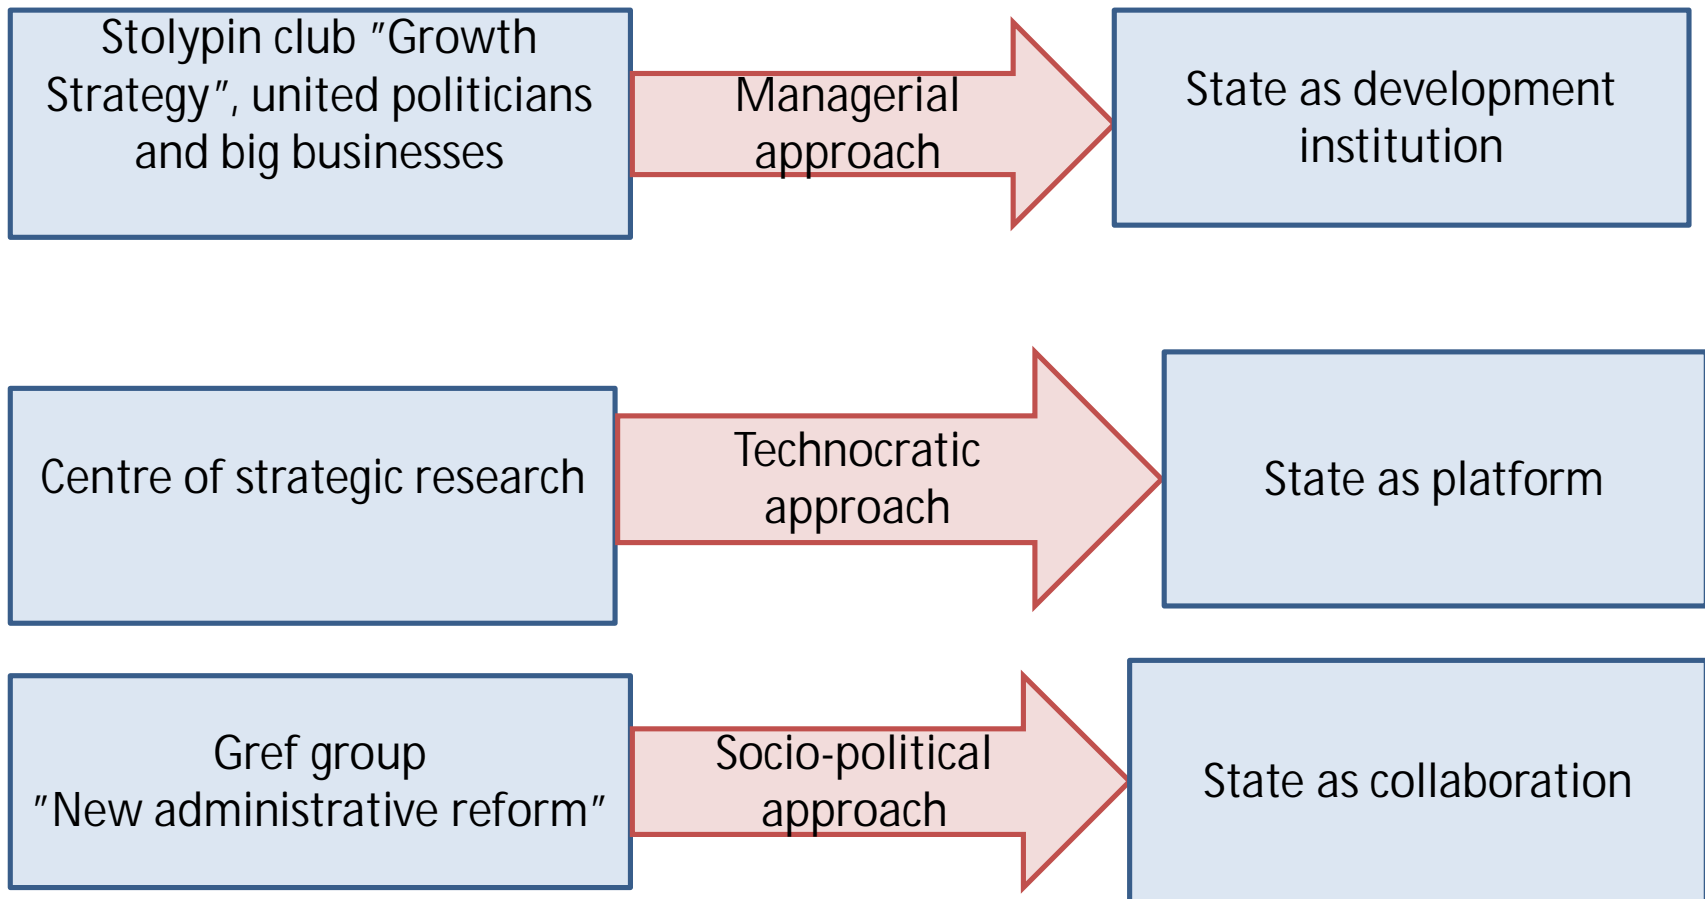 Stolypin club "Growth
Strategy", united politicians
and big businesses
Managerial
approach
State as development
institution
Centre of strategic research
Technocratic
approach
State as platform
Gref group
"New administrative reform"
Socio-political
approach
State as collaboration